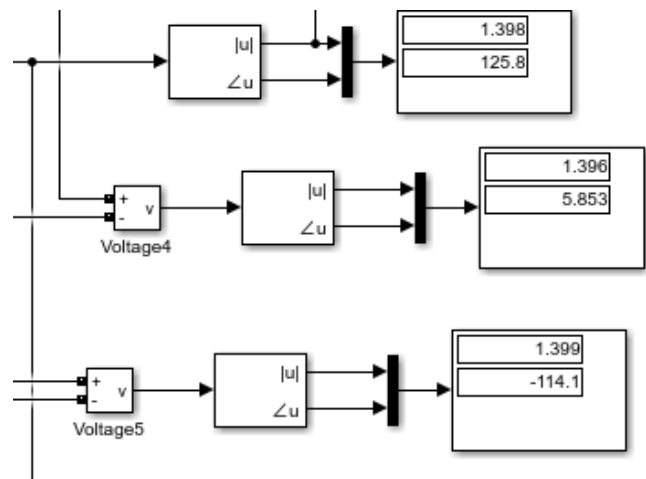 |u|
∠u
1.398
125.8
+
-
v
Voltage4
|u|
∠u
1.396
5.853
+
-
v
Voltage5
|u|
∠u
1.399
-114.1